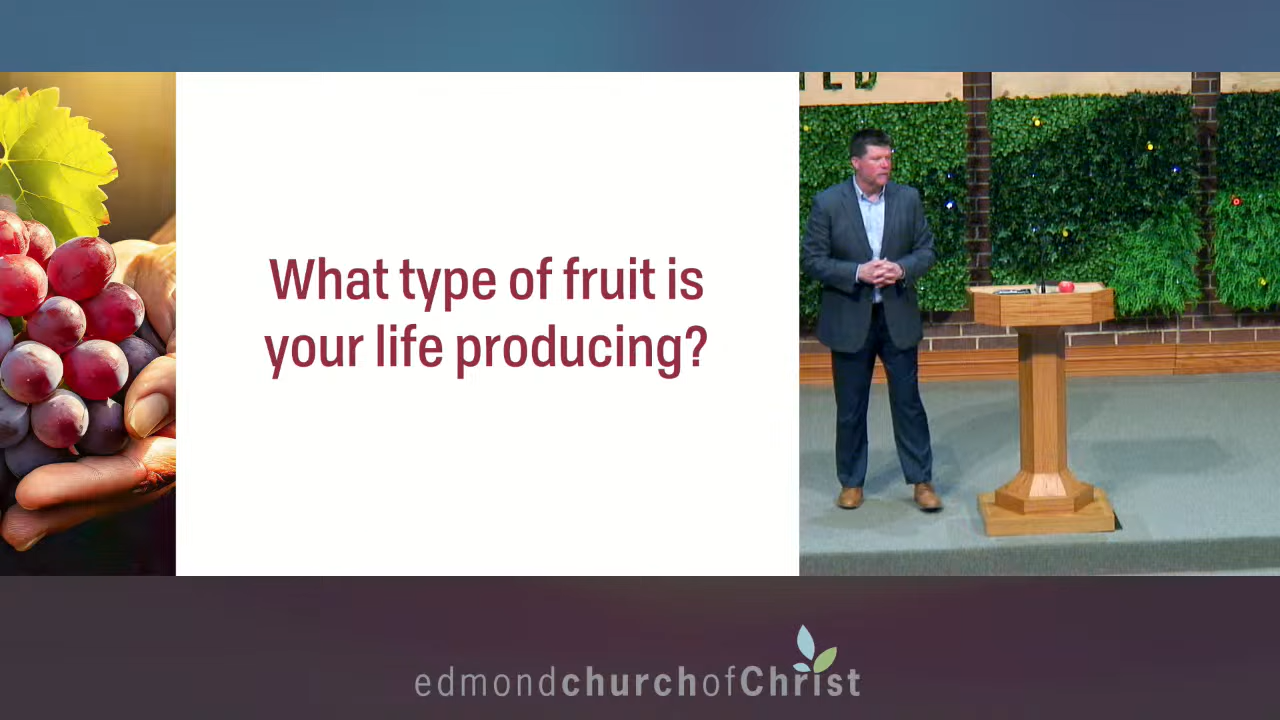 What type of fruit is
your life producing?
edmondchurchofChrist